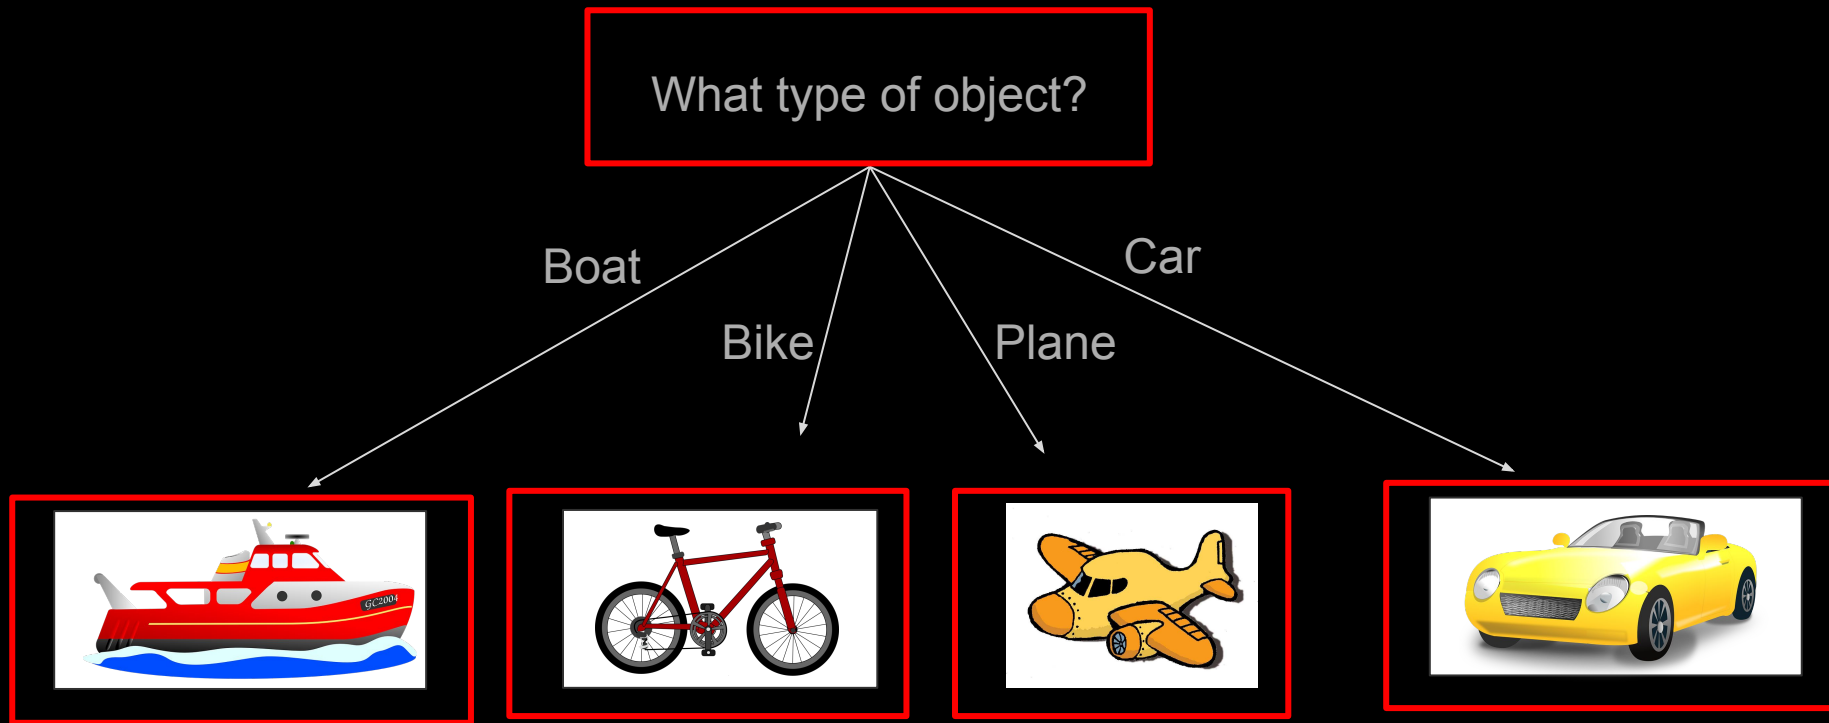 What type of object?
Boat
Car
Bike
Plane
GC2004